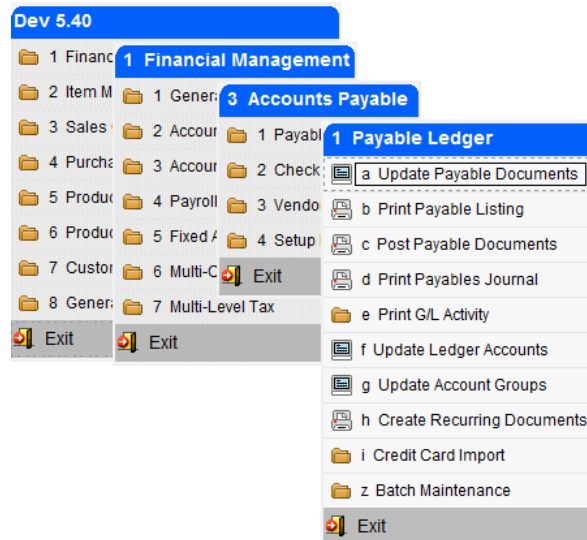 Dev 5.40
1 Financ
2 Item M
3 Sales
4 Purcha
5 Produc
6 Produc
7 Custor
8 Genera
Exit
1 Financial Management
1 Genera
2 Accour
3 Accour
4 Payroll
5 Fixed A
6 Multi-C
7 Multi-Level Tax
Exit
3 Accounts Payable
1 Payabl
2 Check
3 Vendo
4 Setup
Exit
1 Payable Ledger
a Update Payable Documents
b Print Payable Listing
c Post Payable Documents
d Print Payables Journal
e Print G/L Activity
f Update Ledger Accounts
g Update Account Groups
h Create Recurring Documents
i Credit Card Import
z Batch Maintenance
Exit